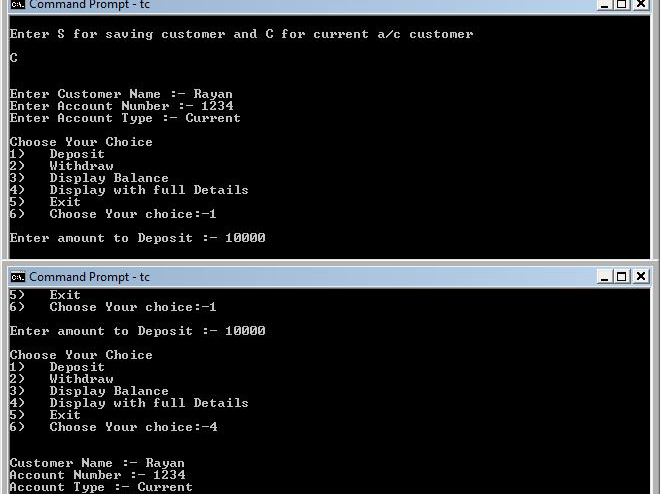 Command Prompt - tc
Enter S for saving customer and C for current a/c customer
C
Enter Customer Name :- Rayan
Enter Account Number :- 1234
Enter Account Type :- Current
Choose Your Choice
1) Deposit
2) Withdraw
3) Display Balance
4) Display with full Details
5) Exit
6) Choose Your choice:-1
Enter amount to Deposit :- 10000
Command Prompt - tc
5) Exit
6) Choose Your choice:-1
Enter amount to Deposit :- 10000
Choose Your Choice
1) Deposit
2) Withdraw
3) Display Balance
4) Display with full Details
5) Exit
6) Choose Your choice:-4
Customer Name :- Rayan
Account Number :- 1234
Account Type :- Current